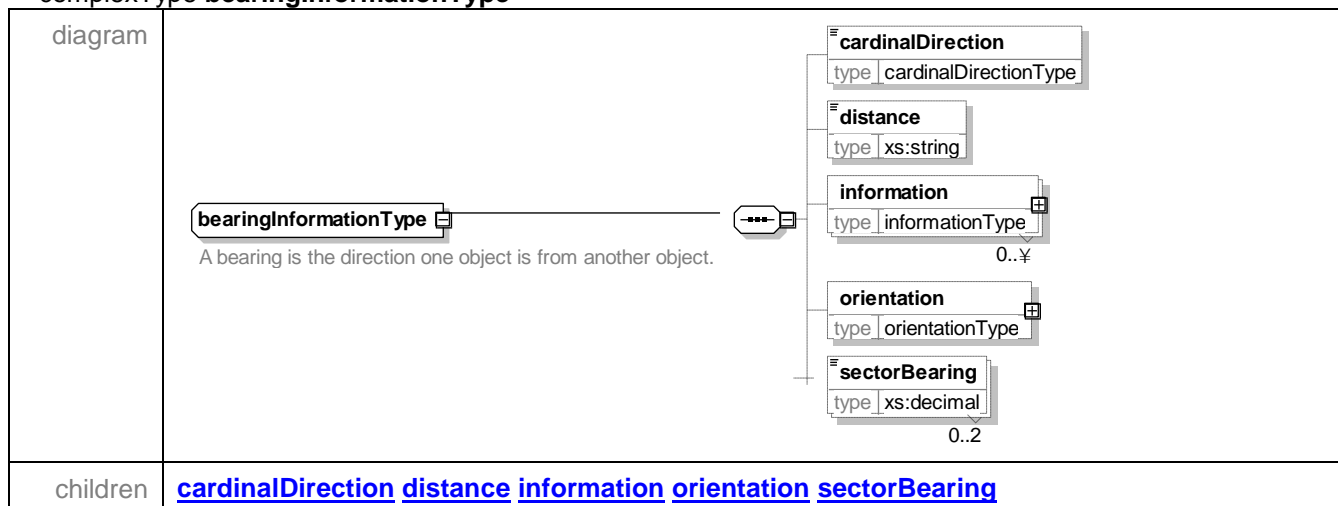 complexType bearingInformationType
diagram
cardinalDirection
type cardinalDirectionType
distance
type xs:string
information
type informationType
0..¥
bearingInformationType
A bearing is the direction one object is from another object.
orientation
type orientationType
sectorBearing
type xs:decimal
0..2
children cardinalDirection distance information orientation sectorBearing